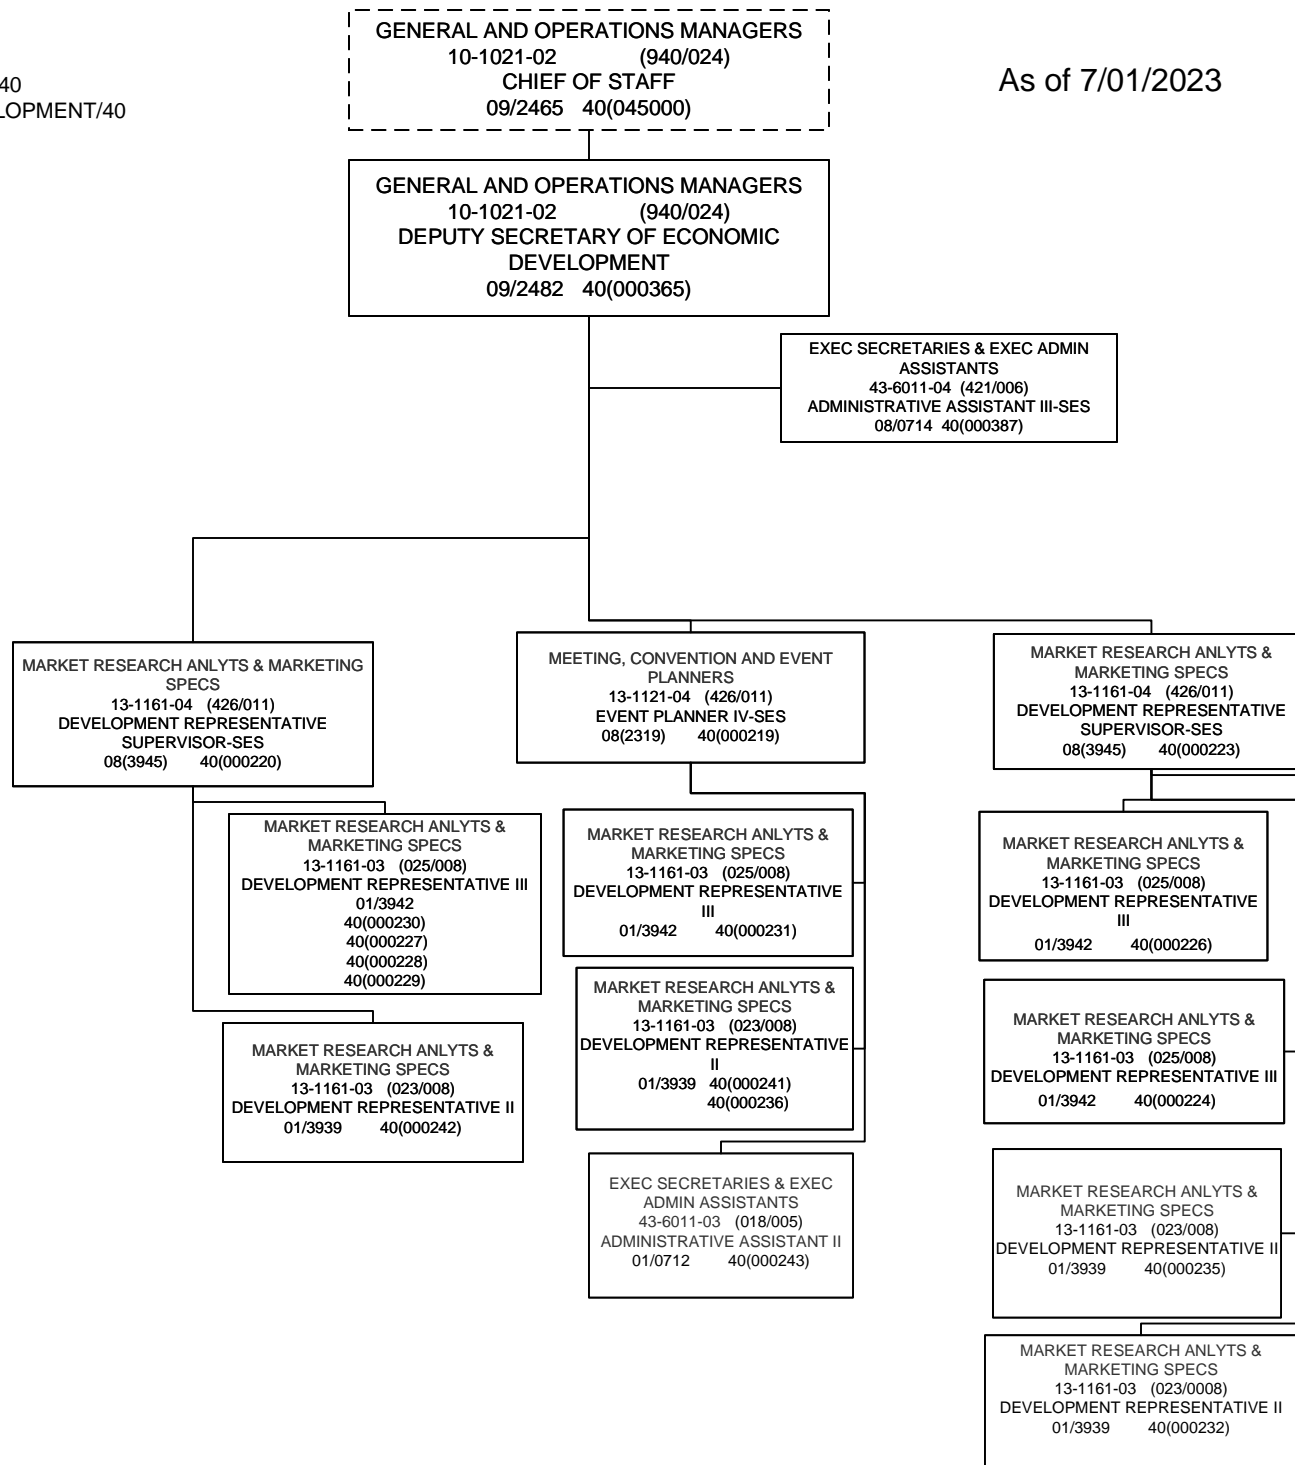 GENERAL AND OPERATIONS MANAGERS
10-1021-02 (940/024)
CHIEF OF STAFF
09/2465 40(045000)
40
LOPMENT/40
As of 7/01/2023
GENERAL AND OPERATIONS MANAGERS
10-1021-02 (940/024)
DEPUTY SECRETARY OF ECONOMIC
DEVELOPMENT
09/2482 40(000365)
EXEC SECRETARIES & EXEC ADMIN
ASSISTANTS
43-6011-04 (421/006)
ADMINISTRATIVE ASSISTANT III-SES
08/0714 40(000387)
MARKET RESEARCH ANLYTS & MARKETING
SPECS
13-1161-04 (426/011)
DEVELOPMENT REPRESENTATIVE
SUPERVISOR-SES
08(3945) 40(000220)
MARKET RESEARCH ANLYTS &
MARKETING SPECS
13-1161-03 (025/008)
DEVELOPMENT REPRESENTATIVE III
01/3942
40(000230)
40(000227)
40(000228)
40(000229)
MARKET RESEARCH ANLYTS &
MARKETING SPECS
13-1161-03 (023/008)
DEVELOPMENT REPRESENTATIVE II
01/3939 40(000242)
MEETING, CONVENTION AND EVENT
PLANNERS
13-1121-04 (426/011)
EVENT PLANNER IV-SES
08(2319) 40(000219)
MARKET RESEARCH ANLYTS &
MARKETING SPECS
13-1161-03 (025/008)
DEVELOPMENT REPRESENTATIVE
III
01/3942 40(000231)
MARKET RESEARCH ANLYTS &
MARKETING SPECS
13-1161-03 (023/008)
DEVELOPMENT REPRESENTATIVE
II
01/3939 40(000241)
40(000236)
EXEC SECRETARIES & EXEC
ADMIN ASSISTANTS
43-6011-03 (018/005)
ADMINISTRATIVE ASSISTANT II
01/0712 40(000243)
MARKET RESEARCH ANLYTS &
MARKETING SPECS
13-1161-04 (426/011)
DEVELOPMENT REPRESENTATIVE
SUPERVISOR-SES
08(3945) 40(000223)
MARKET RESEARCH ANLYTS &
MARKETING SPECS
13-1161-03 (025/008)
DEVELOPMENT REPRESENTATIVE
III
01/3942 40(000226)
MARKET RESEARCH ANLYTS &
MARKETING SPECS
13-1161-03 (025/008)
DEVELOPMENT REPRESENTATIVE III
01/3942 40(000224)
MARKET RESEARCH ANLYTS &
MARKETING SPECS
13-1161-03 (023/008)
DEVELOPMENT REPRESENTATIVE II
01/3939 40(000235)
MARKET RESEARCH ANLYTS &
MARKETING SPECS
13-1161-03 (023/0008)
DEVELOPMENT REPRESENTATIVE II
01/3939 40(000232)